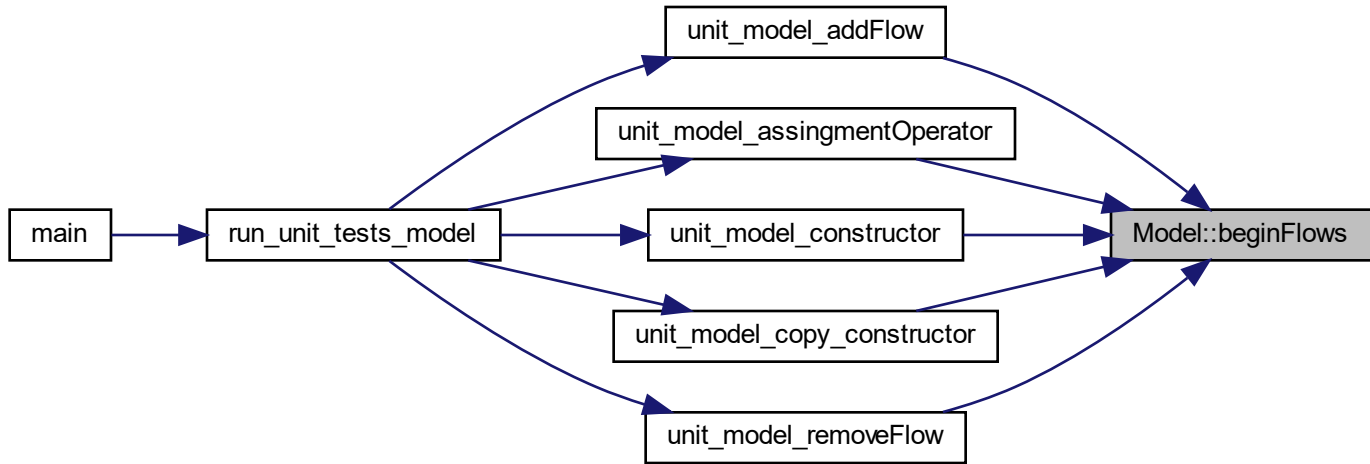 unit_model_addFlow
unit_model_assingmentOperator
main
run_unit_tests_model
unit_model_constructor
Model::beginFlows
unit_model_copy_constructor
unit_model_removeFlow